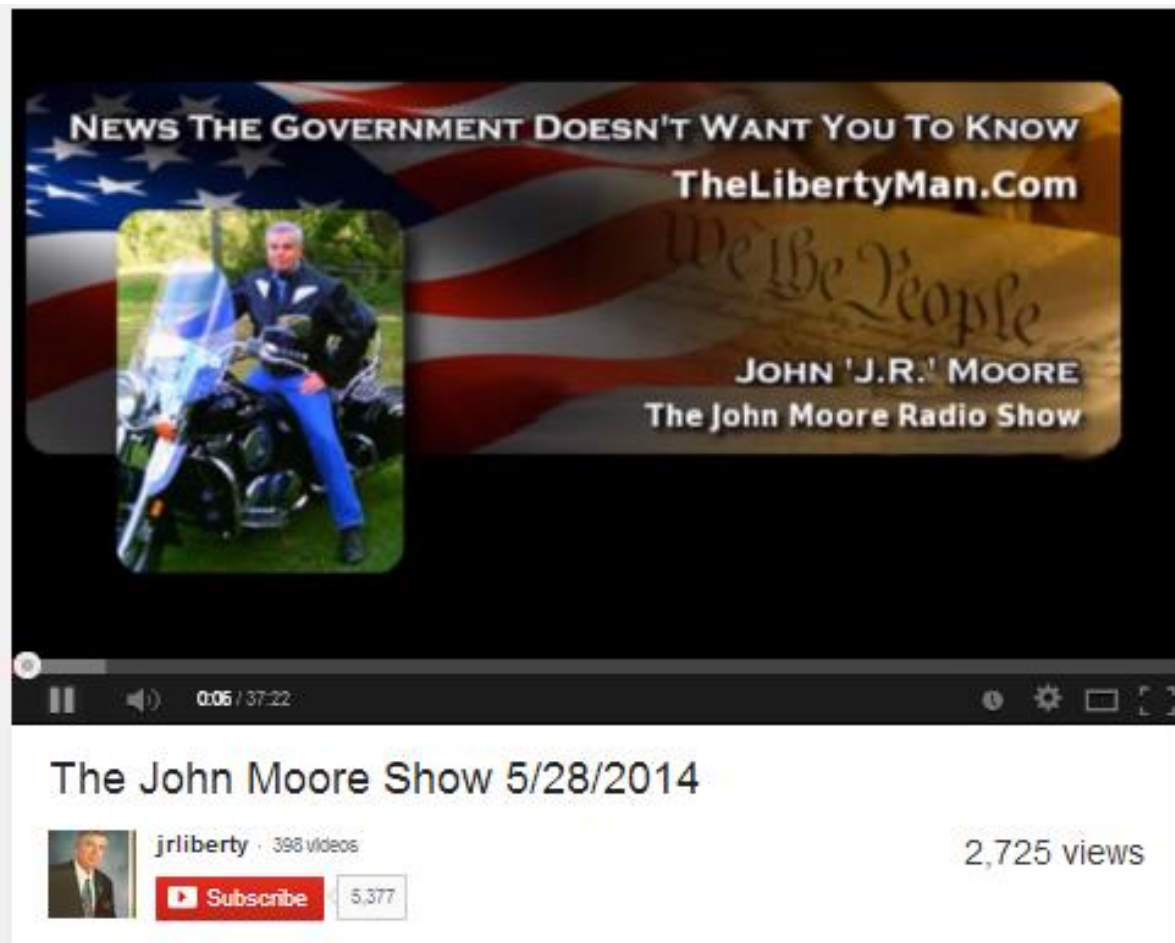 NEWS THE GOVERNMENT DOESN'T WANT YOU TO KNOW
TheLibertyMan.Com
We the People
JOHN 'J.R.' MOORE
The John Moore Radio Show
0:06 / 37:22
The John Moore Show 5/28/2014
jrliberty · 398 videos
2,725 views
Subscribe 5,377